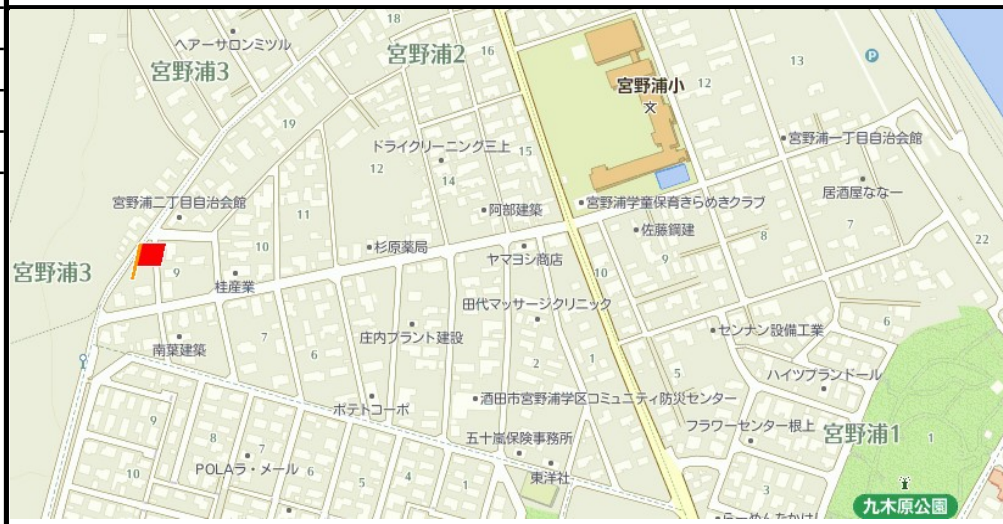 18
ヘアーサロンミツル
宮野浦3
宮野浦2
16
宮野浦小
文
12
13
P
19
ドライクリーニング三上
15
12
14
宮野浦一丁目自治会館
宮野浦二丁目自治会館
11
阿部建築
宮野浦学童保育きらめきクラブ
居酒屋なな一
7
佐藤鋼建
8
22
杉原薬局
10
ヤマヨシ商店
9
宮野浦3
9
桂産業
10
田代マッサージクリニック
6
7
庄内プラント建設
センナン設備工業
南葉建築
6
2
1
5
ハイツブランドール
ポテトコーポ
酒田市宮野浦学区コミュニティ防災センター
フラワーセンター根上
宮野浦1
1
9
8
7
4
五十嵐保険事務所
POLAラ・メール
10
6
5
1
東洋社
3
九木原公園